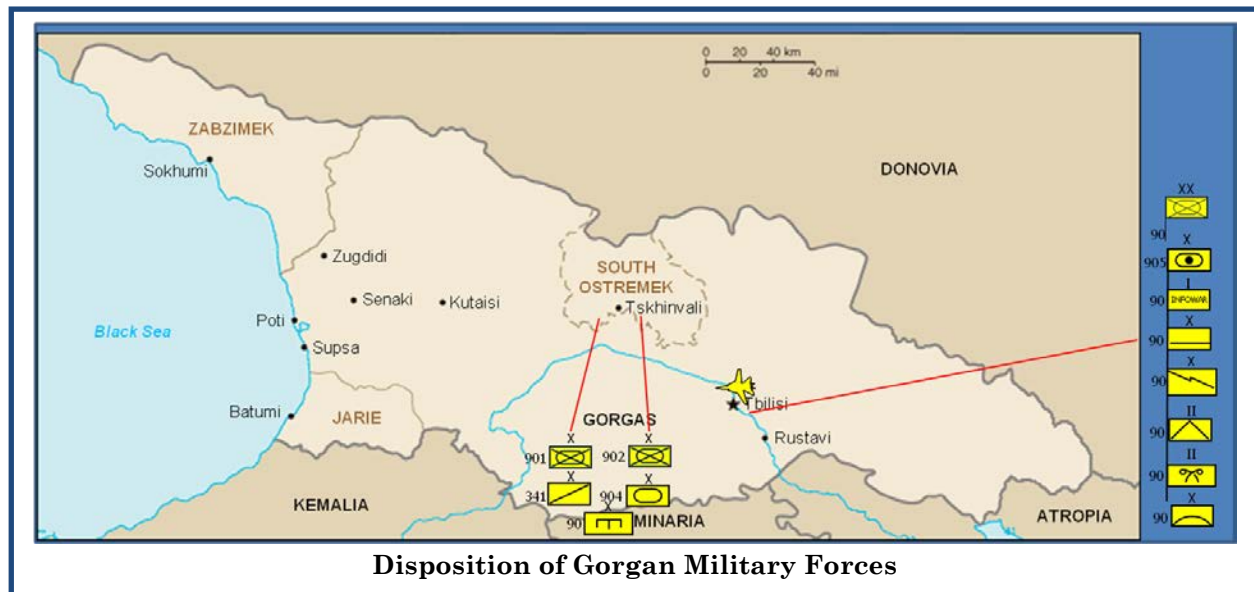 0 20 40 km
0 20 40 mi
ZABZIMEK
Sokhumi
DONOVIA
Zugdidi
SOUTH
OSTREMEK
Senaki
Kutaisi
Tskhinvali
Poti
Black Sea
Supsa
Tbilisi
Batumi
JARIE
GORGAS
Rustavi
X
901
X
902
X
341
X
904
X
90
KEMALIA
MINARIA
ATROPIA
XX
90
X
905
I
90 INFOWAR
X
90
X
90
II
90
II
90
X
90
Disposition of Gorgan Military Forces